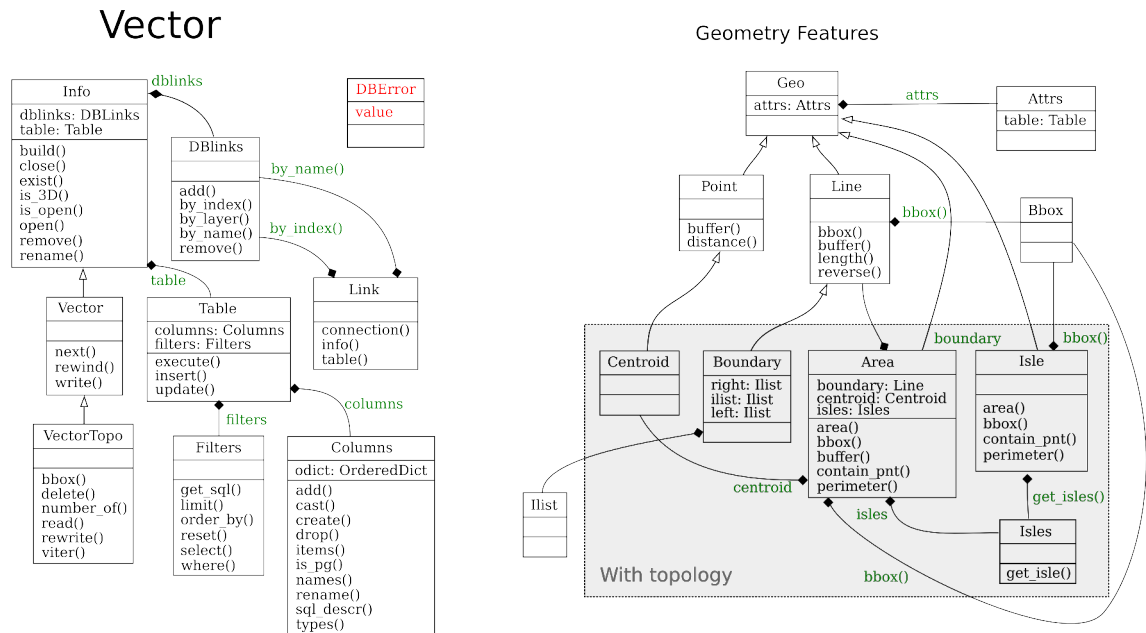 Vector
Info
dblinks: DBLinks
table: Table
build()
close()
exist()
is_3D()
is_open()
open()
remove()
rename()
dblinks
DBlinks
add()
by_index()
by_layer()
by_name()
remove()
DBError
value
by_name()
by_index()
Link
connection()
info()
table()
table
Vector
next()
rewind()
write()
Table
columns: Columns
filters: Filters
execute()
insert()
update()
filters
columns
VectorTopo
bbox()
delete()
number_of()
read()
rewrite()
viter()
Filters
get_sql()
limit()
order_by()
reset()
select()
where()
Columns
odict: OrderedDict
add()
cast()
create()
drop()
items()
is_pg()
names()
rename()
sql_descr()
types()
Geometry Features
Geo
attrs: Attrs
attrs
Attrs
table: Table
Point
buffer()
distance()
Line
bbox()
buffer()
length()
reverse()
bbox()
Bbox
Centroid
Boundary
right: Ilist
ilist: Ilist
left: Ilist
boundary
Area
boundary: Line
centroid: Centroid
isles: Isles
area()
bbox()
buffer()
contain_pnt()
perimeter()
bbox()
Isle
area()
bbox()
contain_pnt()
perimeter()
centroid
isles
get_isles()
Ilist
Isles
get_isle()
bbox()
With topology